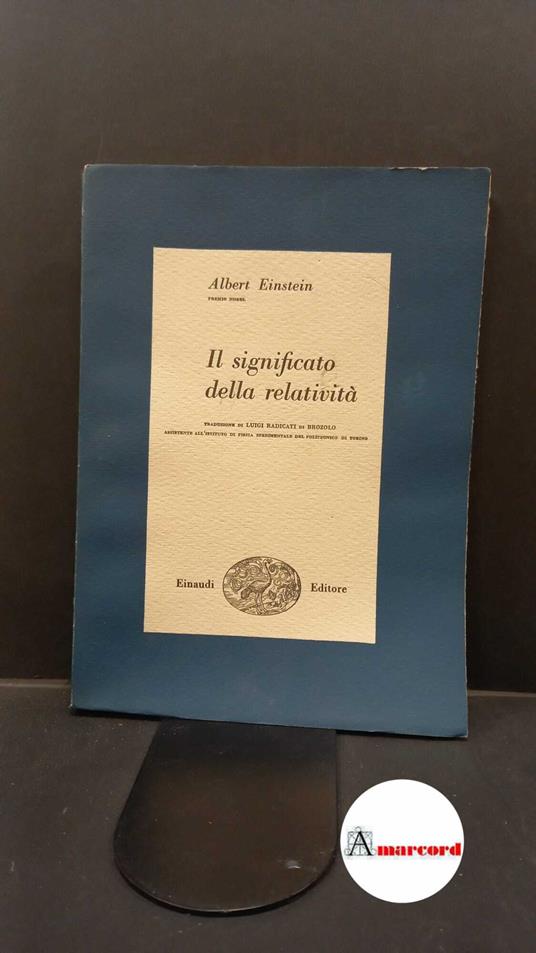 Albert Einstein
PREMIO NOBEL
Il significato
della relatività
TRADUZIONE DI LUIGI RADICATI DI BROZOLO
ASSISTENTE ALL'ISTITUTO DI FISICA SPERIMENTALE DEL POLITECNICO DI TORINO
Einaudi Editore
Amarcord